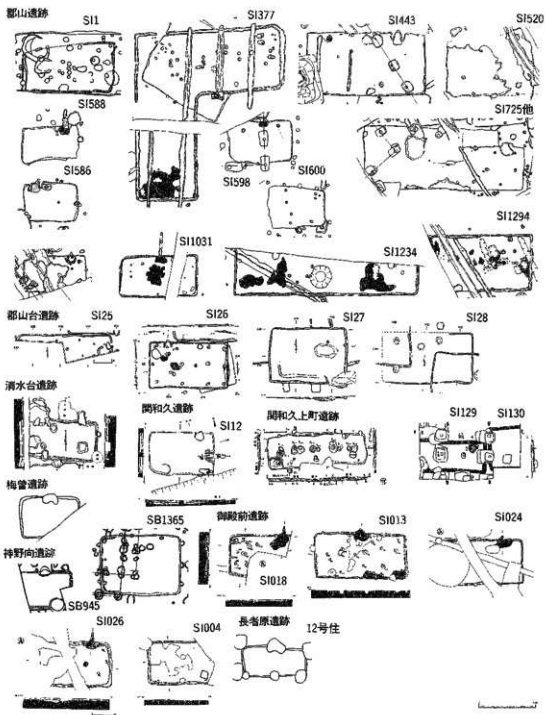 郡山遺跡
SI1
SI377
SI443
SI520
SI588
SI725他
SI586
SI598
SI600
SI1031
SI1234
SI1294
郡山台遺跡
SI25
SI26
SI27
SI28
清水台遺跡
関和久遺跡
SI12
関和久上町遺跡
SI129
SI130
梅曽遺跡
SB1365
御殿前遺跡
SI018
SI013
SI024
神野向遺跡
SB945
SI026
SI004
長者原遺跡
12号住